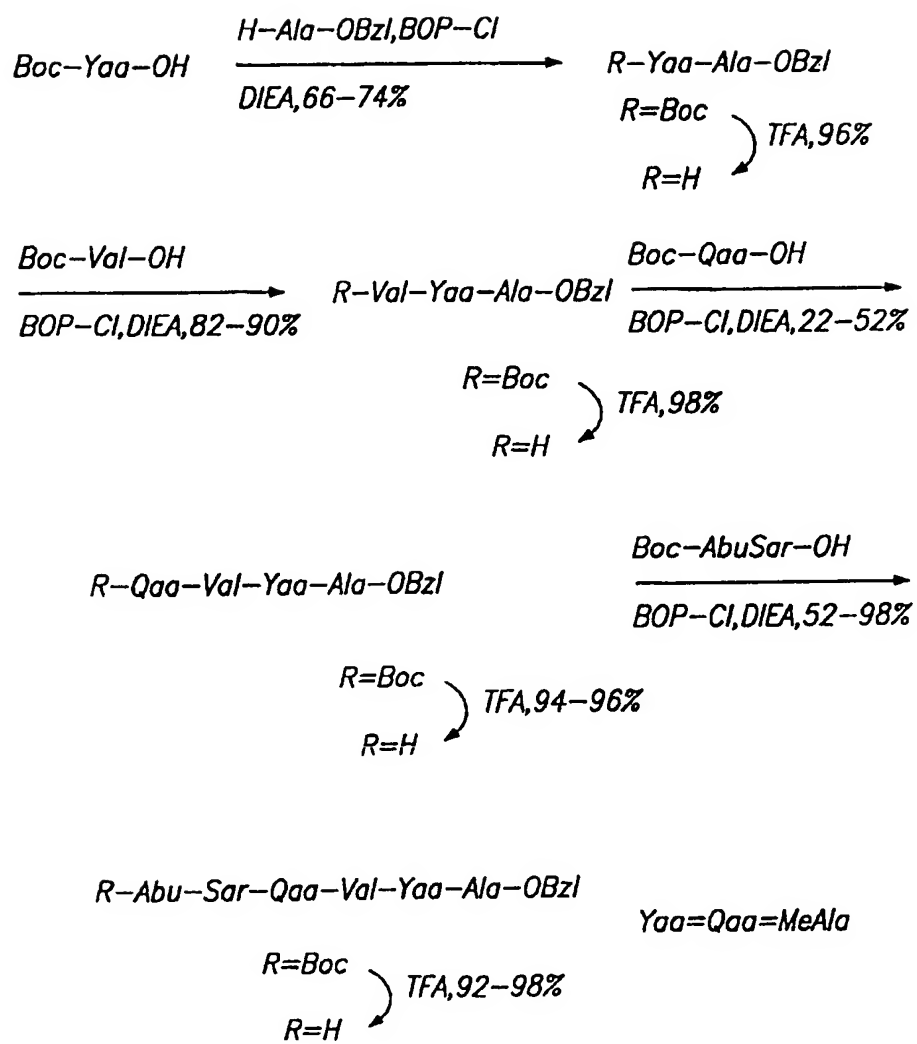 H-Ala-OBzl,BOP-Cl
Boc-Yaa-OH
DIEA,66-74%
R-Yaa-Ala-OBzl
R=Boc
TFA,96%
R=H
Boc-Val-OH
BOP-Cl,DIEA,82-90%
R-Val-Yaa-Ala-OBzl
Boc-Qaa-OH
BOP-Cl,DIEA,22-52%
R=Boc
TFA,98%
R=H
R-Qaa-Val-Yaa-Ala-OBzl
Boc-AbuSar-OH
BOP-Cl,DIEA,52-98%
R=Boc
TFA,94-96%
R=H
R-Abu-Sar-Qaa-Val-Yaa-Ala-OBzl
Yaa=Qaa=MeAla
R=Boc
TFA,92-98%
R=H